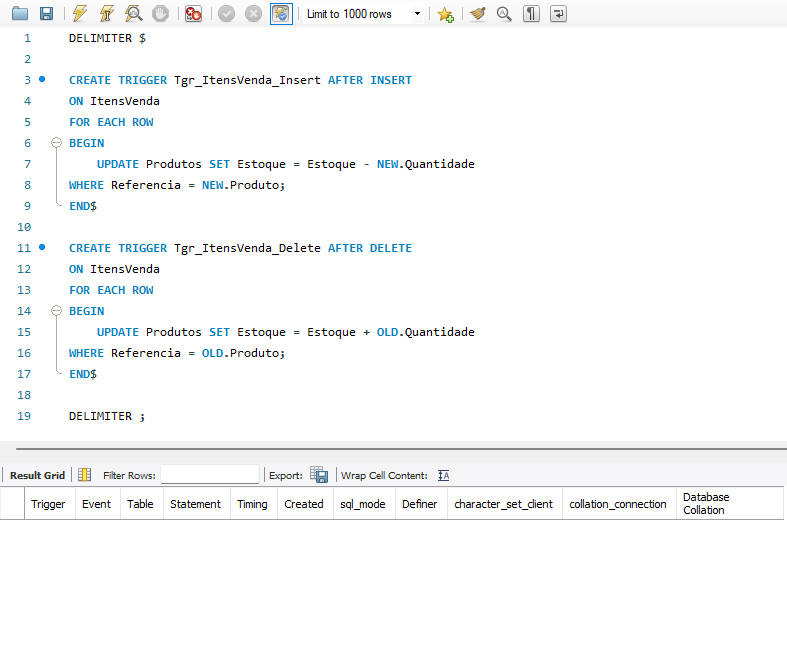 Limit to 1000 rows
1 DELIMITER $
2
3 CREATE TRIGGER Tgr_ItensVenda_Insert AFTER INSERT
4 ON ItensVenda
5 FOR EACH ROW
6 BEGIN
7 UPDATE Produtos SET Estoque = Estoque - NEW.Quantidade
8 WHERE Referencia = NEW.Produto;
9 END$
10
11 CREATE TRIGGER Tgr_ItensVenda_Delete AFTER DELETE
12 ON ItensVenda
13 FOR EACH ROW
14 BEGIN
15 UPDATE Produtos SET Estoque = Estoque + OLD.Quantidade
16 WHERE Referencia = OLD.Produto;
17 END$
18
19 DELIMITER ;
Result Grid Filter Rows: Export: Wrap Cell Content: IA
Trigger Event Table Statement Timing Created sql_mode Definer character_set_client collation_connection Database
Collation